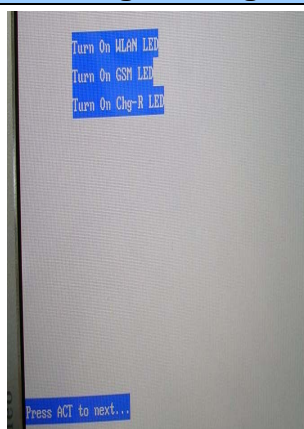 Turn On WLAN LED
Turn On GSM LED
Turn On Chg-R LED
Press ACT to next...